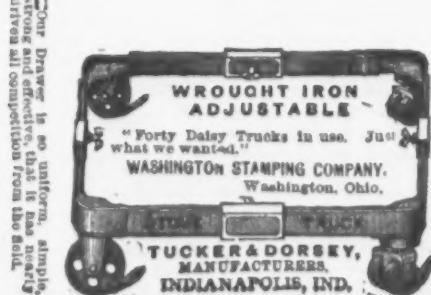 Our Drawer is so uniform, simple,
strong and effective, that it has nearly
driven all competition from the field.
WROUGHT IRON
ADJUSTABLE
"Forty Daisy Trucks in use. Just
what we wanted."
WASHINGTON STAMPING COMPANY.
Washington, Ohio.
STOVE TRUCK
TUCKER & DORSEY,
MANUFACTURERS,
INDIANAPOLIS, IND.